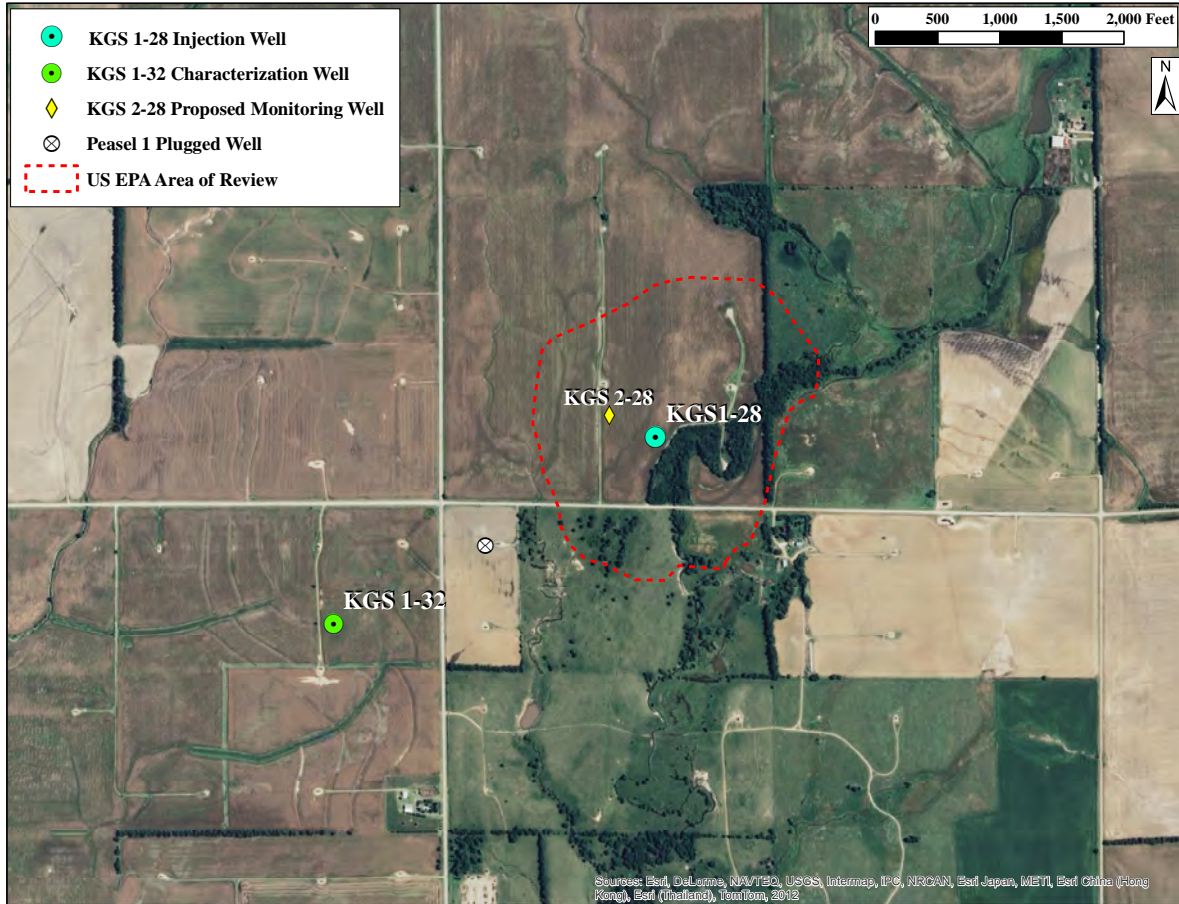 KGS 1-28 Injection Well
KGS 1-32 Characterization Well
KGS 2-28 Proposed Monitoring Well
Peasel 1 Plugged Well
US EPA Area of Review
0 500 1,000 1,500 2,000 Feet
N
KGS 2-28
KGS1-28
KGS 1-32
Sources: Esri, DeLorme, NAVTEQ, USGS, Intermap, iPC, NRCAN, Esri Japan, METI, Esri China (Hong
Kong), Esri (Thailand), TomTom, 2012